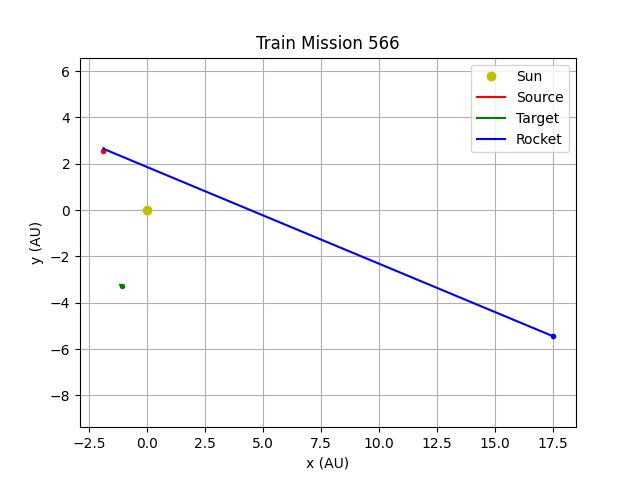 Train Mission 566
Sun
Source
Target
Rocket
6
4
2
0
−2
−4
−6
−8
y (AU)
−2.5 0.0 2.5 5.0 7.5 10.0 12.5 15.0 17.5
x (AU)